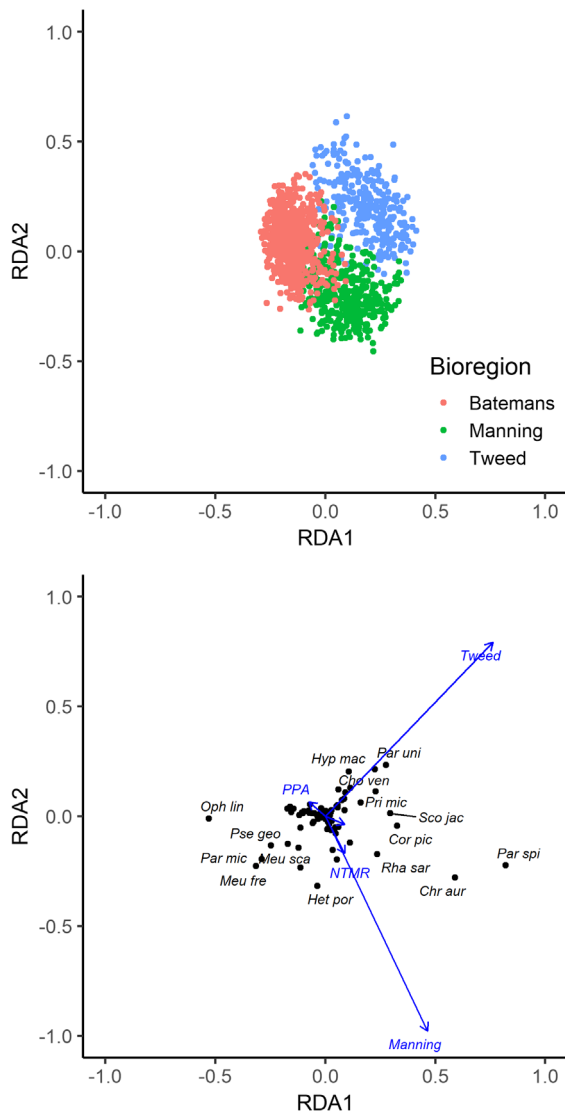 1.0
0.5
0.0
-0.5
-1.0
RDA2
Bioregion
Batemans
Manning
Tweed
-1.0 -0.5 0.0 0.5 1.0
RDA1
1.0
0.5
0.0
-0.5
-1.0
RDA2
Tweed
Hyp mac
Par uni
Cho ven
PPA
Pri mic
Oph lin
Sco jac
Pse geo
Cor pic
Par mic
Meu sca
Rha sar
Par spi
Meu fre
NTMR
Het por
Chr aur
Manning
-1.0 -0.5 0.0 0.5 1.0
RDA1